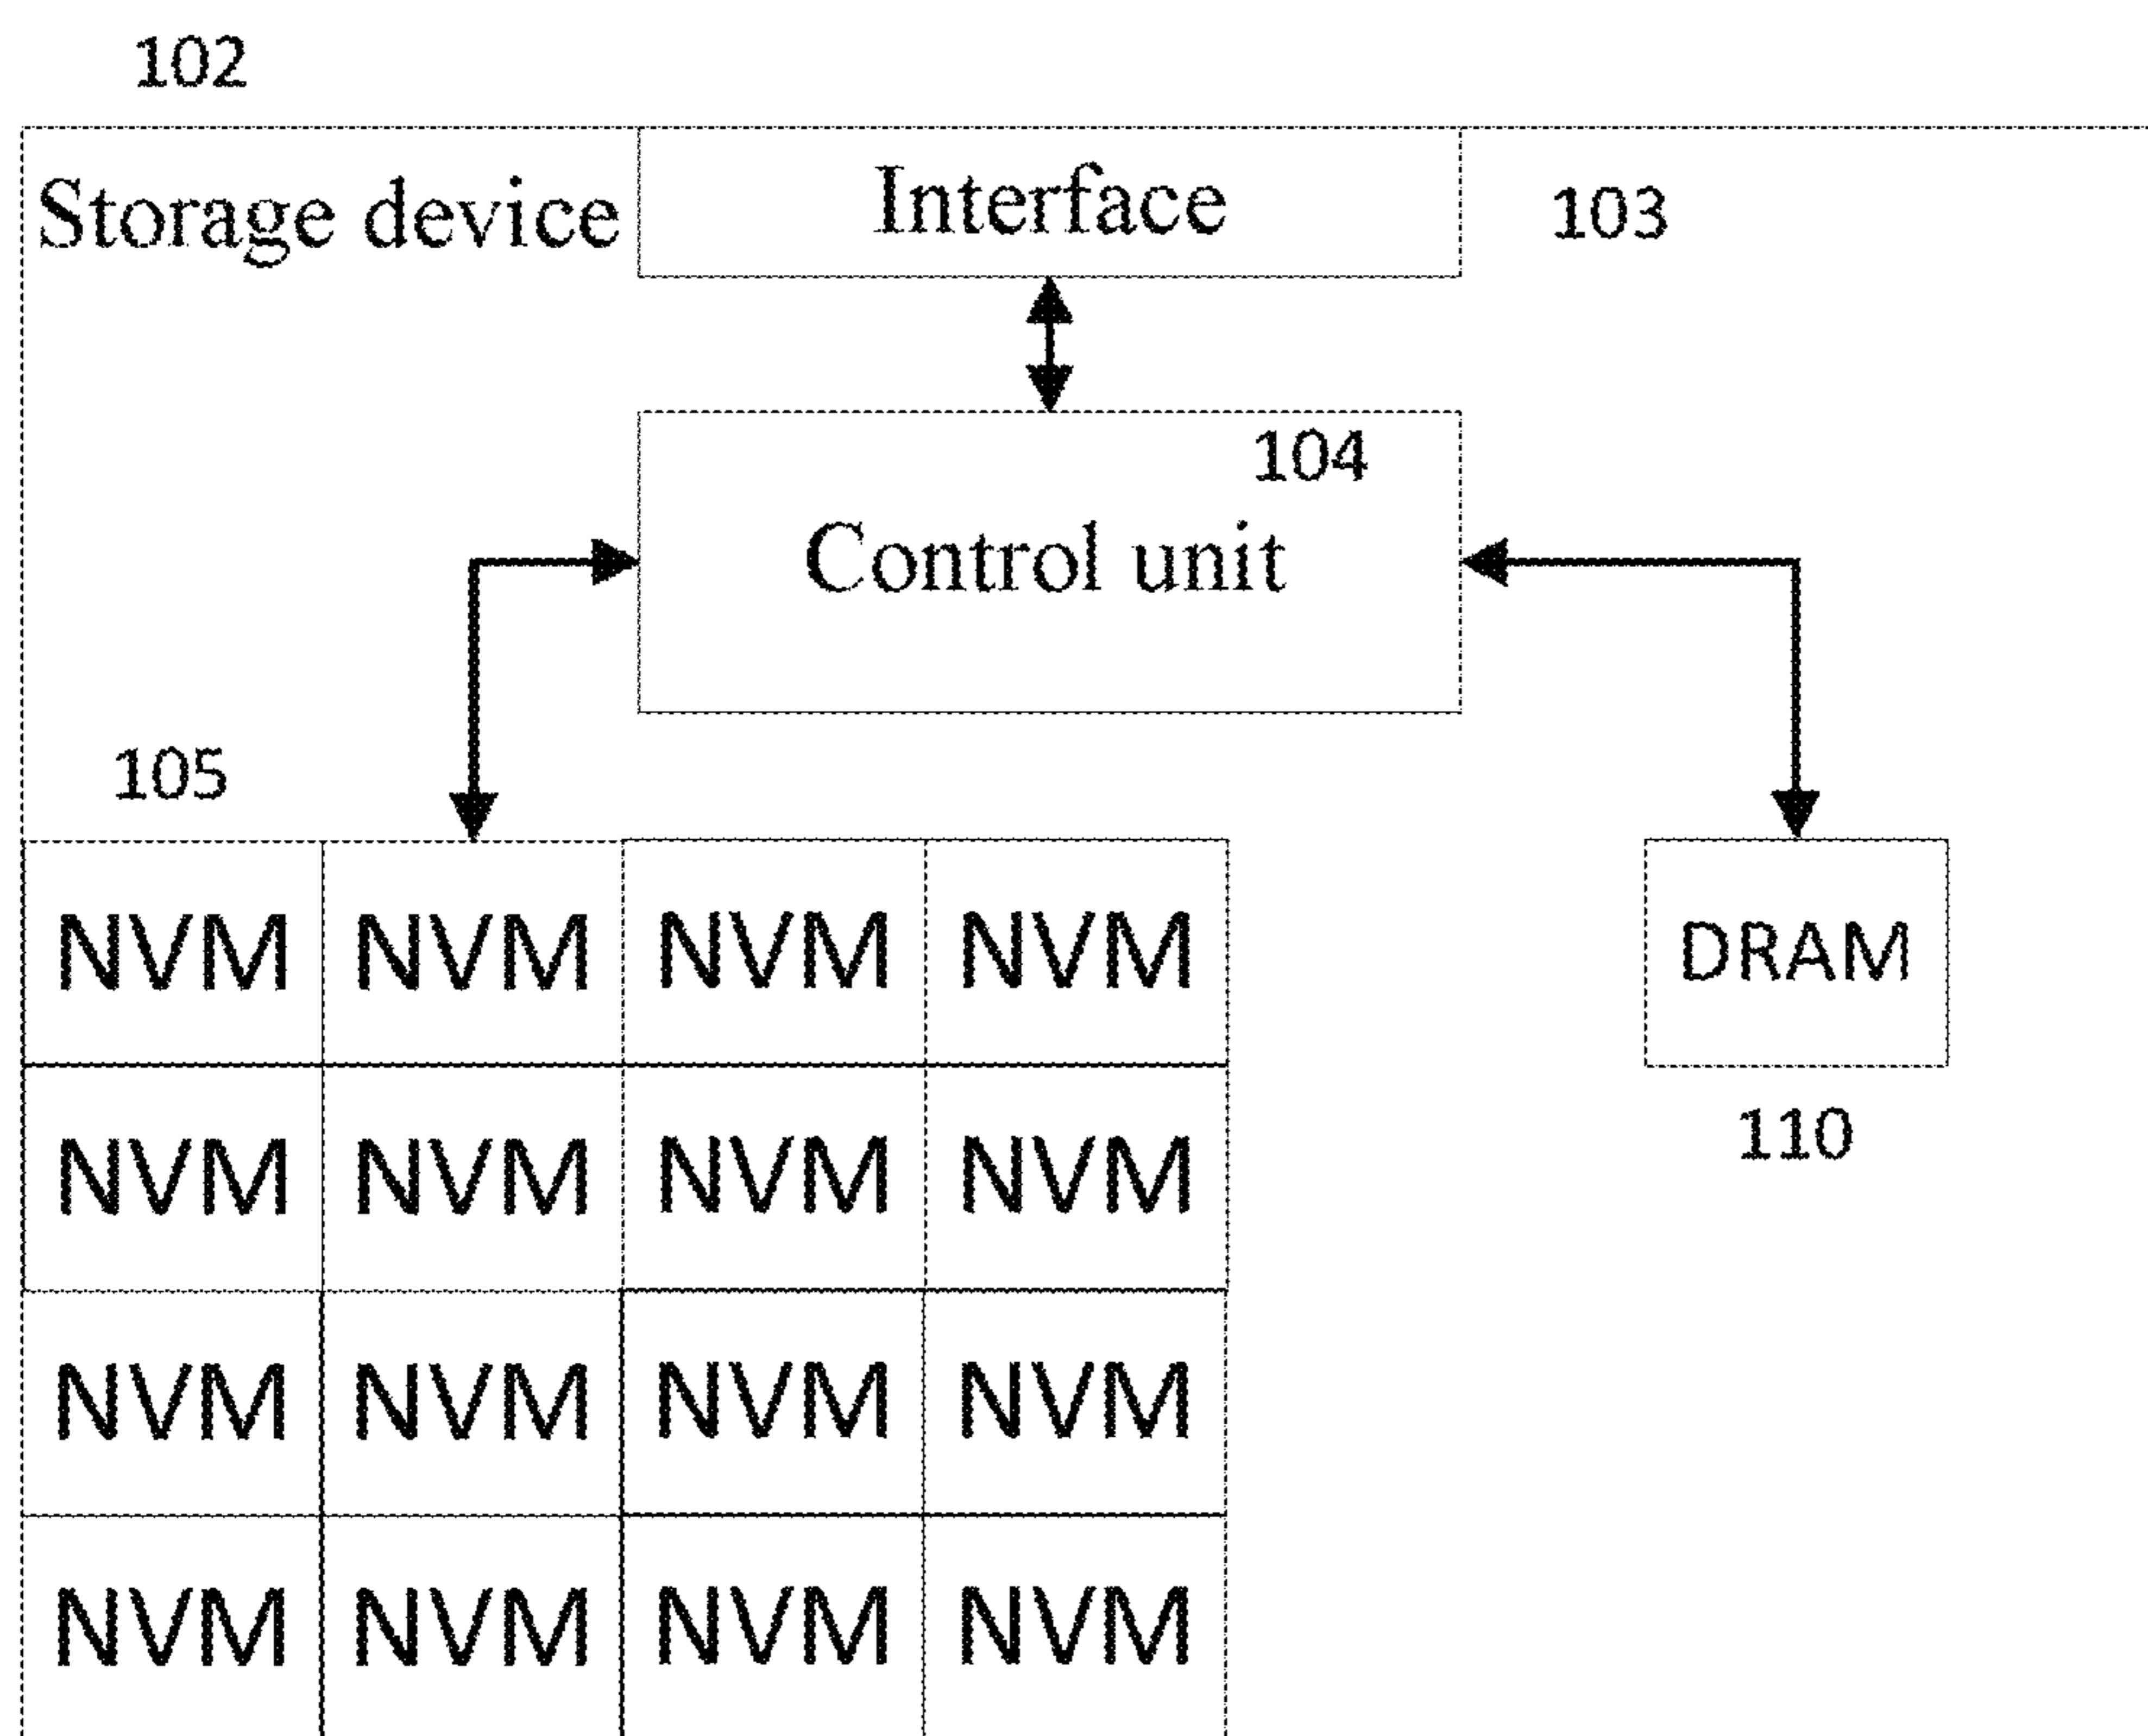 102
Storage device
Interface
103
104
Control unit
105
NVM NVM NVM NVM
DRAM
110
NVM NVM NVM NVM
NVM NVM NVM NVM
NVM NVM NVM NVM